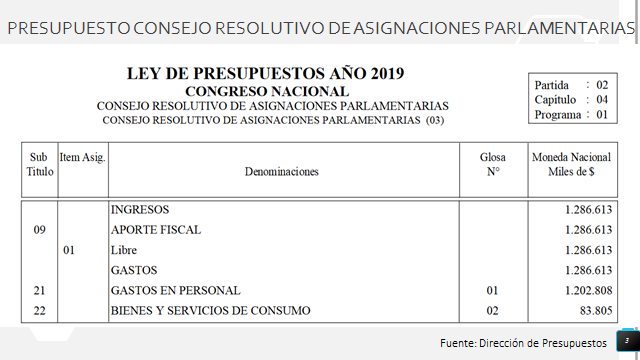 PRESUPUESTO CONSEJO RESOLUTIVO DE ASIGNACIONES PARLAMENTARIAS
LEY DE PRESUPUESTOS AÑO 2019
CONGRESO NACIONAL
CONSEJO RESOLUTIVO DE ASIGNACIONES PARLAMENTARIAS
CONSEJO RESOLUTIVO DE ASIGNACIONES PARLAMENTARIAS (03)
Partida : 02
Capitulo : 04
Programa : 01
Sub Titulo Item Asig. Denominaciones Glosa N° Moneda Nacional Miles de $
INGRESOS 1.286.613
09 APORTE FISCAL 1.286.613
01 Libre 1.286.613
GASTOS 1.286.613
21 GASTOS EN PERSONAL 01 1.202.808
22 BIENES Y SERVICIOS DE CONSUMO 02 83.805
Fuente: Dirección de Presupuestos
3